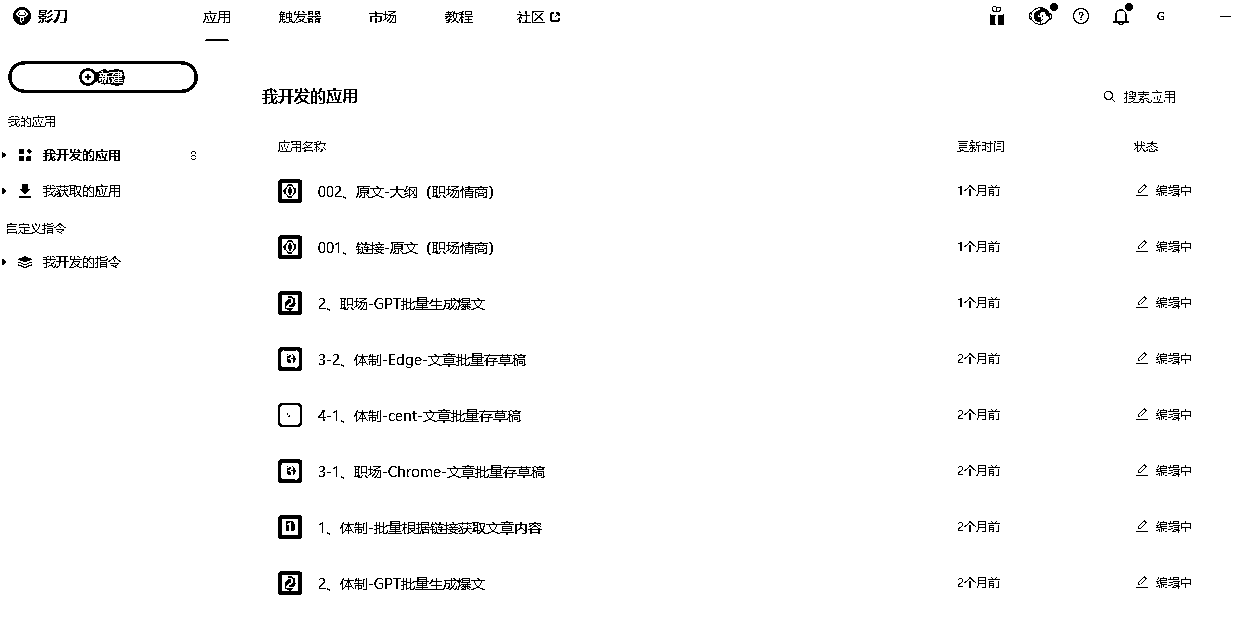 影刀 应用 触发器 市场 教程 社区 G
新建
我的应用
我开发的应用 8
我获取的应用
自定义指令
我开发的指令
我开发的应用 搜索应用
应用名称 更新时间 状态
002、原文-大纲（职场情商） 1个月前 编辑中
001、链接-原文（职场情商） 1个月前 编辑中
2、职场-GPT批量生成爆文 1个月前 编辑中
3-2、体制-Edge-文章批量存草稿 2个月前 编辑中
4-1、体制-cent-文章批量存草稿 2个月前 编辑中
3-1、职场-Chrome-文章批量存草稿 2个月前 编辑中
1、体制-批量根据链接获取文章内容 2个月前 编辑中
2、体制-GPT批量生成爆文 2个月前 编辑中